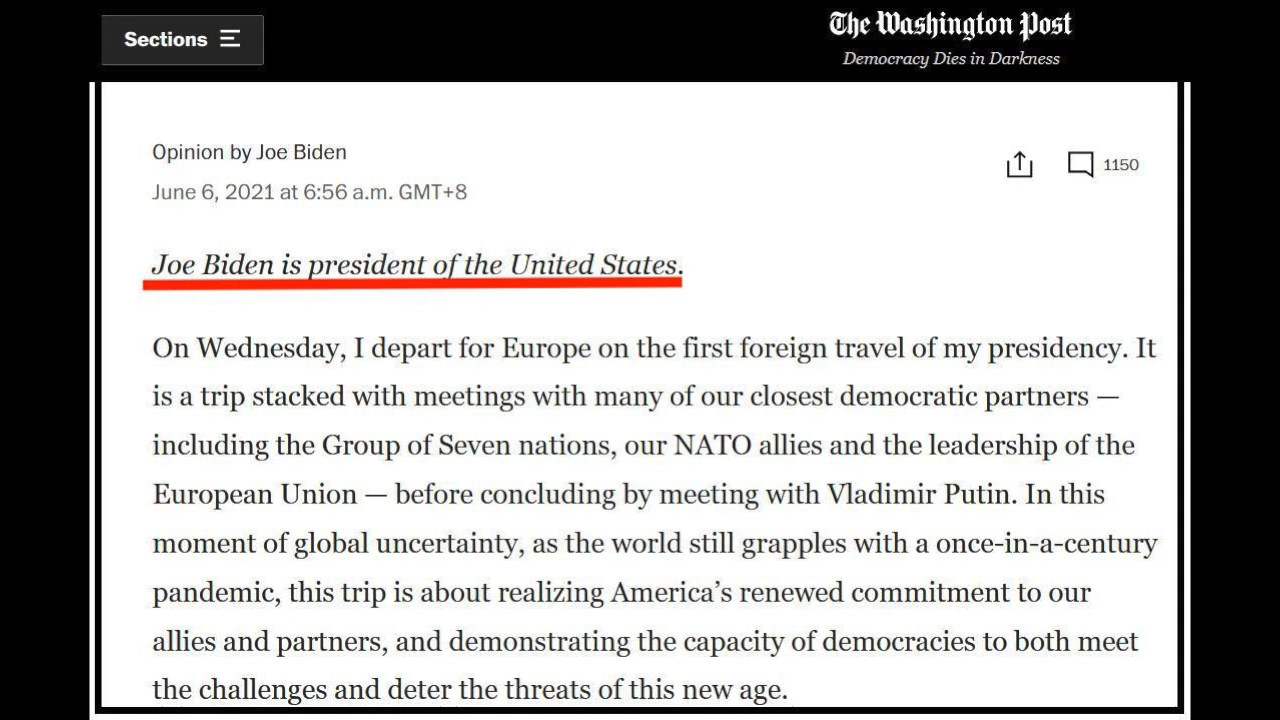 Sections
The Washington Post
Democracy Dies in Darkness
Opinion by Joe Biden
1150
June 6, 2021 at 6:56 a.m. GMT+8
Joe Biden is president of the United States.
On Wednesday, I depart for Europe on the first foreign travel of my presidency. It
is a trip stacked with meetings with many of our closest democratic partners —
including the Group of Seven nations, our NATO allies and the leadership of the
European Union — before concluding by meeting with Vladimir Putin. In this
moment of global uncertainty, as the world still grapples with a once-in-a-century
pandemic, this trip is about realizing America’s renewed commitment to our
allies and partners, and demonstrating the capacity of democracies to both meet
the challenges and deter the threats of this new age.